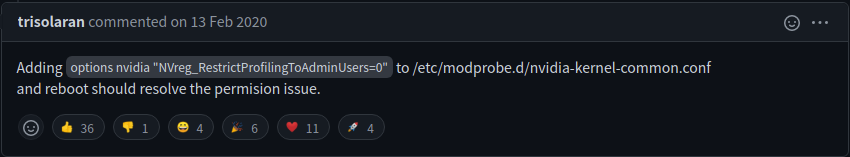 trisolaran commented on 13 Feb 2020
Adding options nvidia "NVreg_RestrictProfilingToAdminUsers=0" to /etc/modprobe.d/nvidia-kernel-common.conf
and reboot should resolve the permision issue.
👍 36 👎 1 😄 4 🎉 6 ❤️ 11 🚀 4